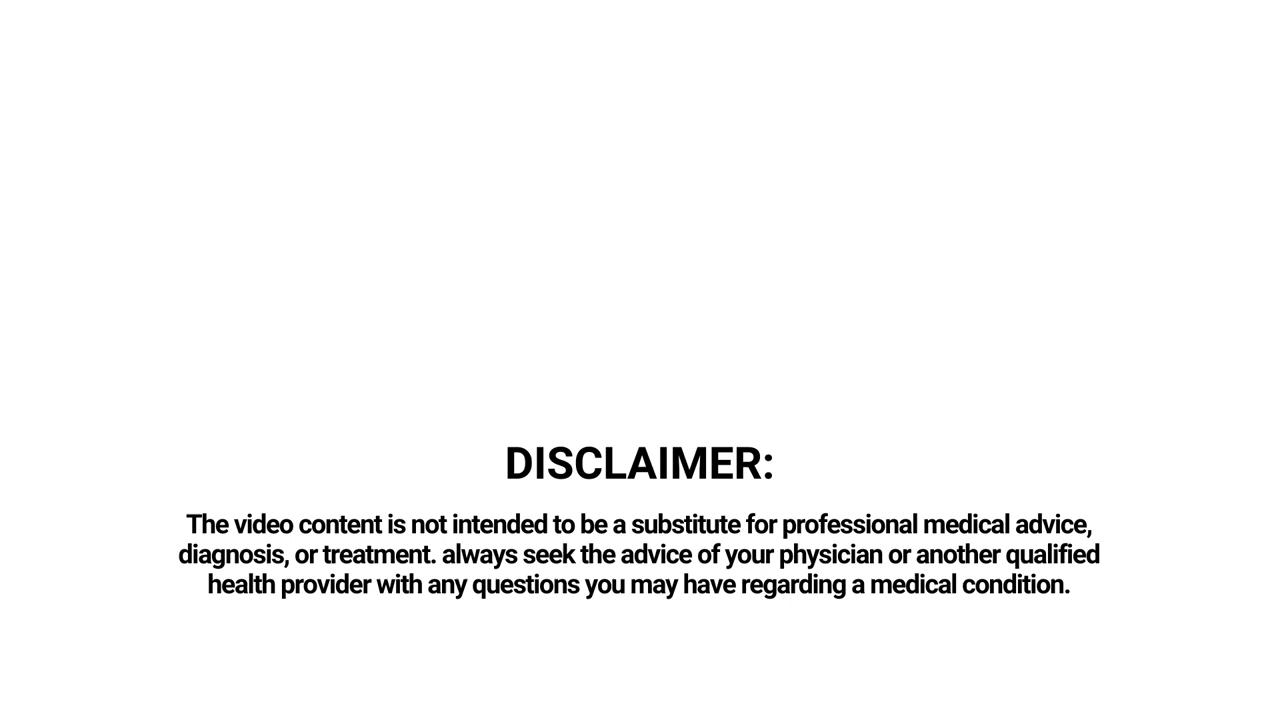 DISCLAIMER:
The video content is not intended to be a substitute for professional medical advice,
diagnosis, or treatment. always seek the advice of your physician or another qualified
health provider with any questions you may have regarding a medical condition.